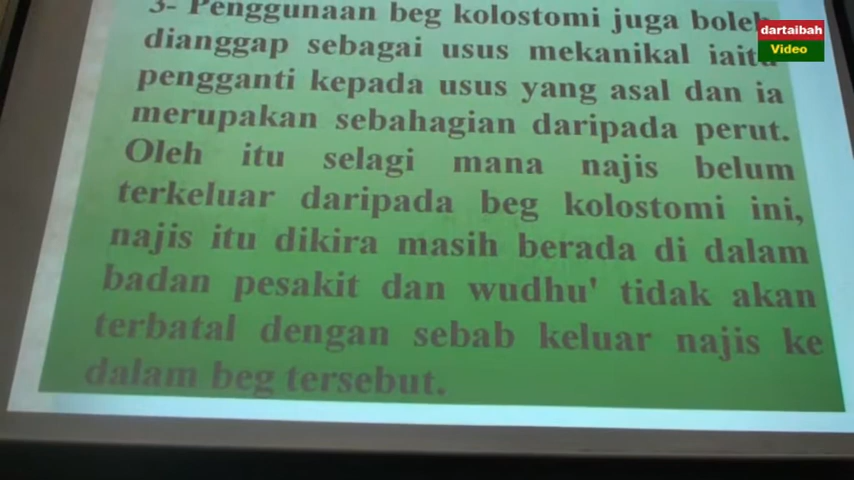 3- Penggunaan beg kolostomi juga boleh
dianggap sebagai usus mekanikal iaitu
pengganti kepada usus yang asal dan ia
merupakan sebahagian daripada perut.
Oleh itu selagi mana najis belum
terkeluar daripada beg kolostomi ini,
najis itu dikira masih berada di dalam
badan pesakit dan wudhu' tidak akan
terbatal dengan sebab keluar najis ke
dalam beg tersebut.
dartaibah
Video